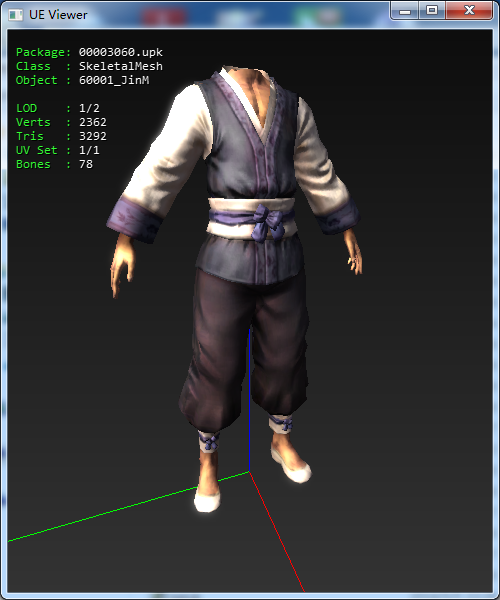 UE Viewer
Package: 00003060.upk
Class : SkeletalMesh
Object : 60001_JinM
LOD : 1/2
Verts : 2362
Tris : 3292
UV Set : 1/1
Bones : 78